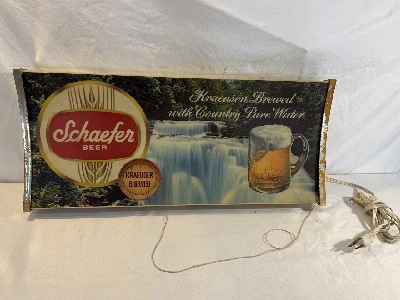 Kraeusen Brewed
with Country Pure Water
Schaefer
BEER
KRAEUSEN
BREWED